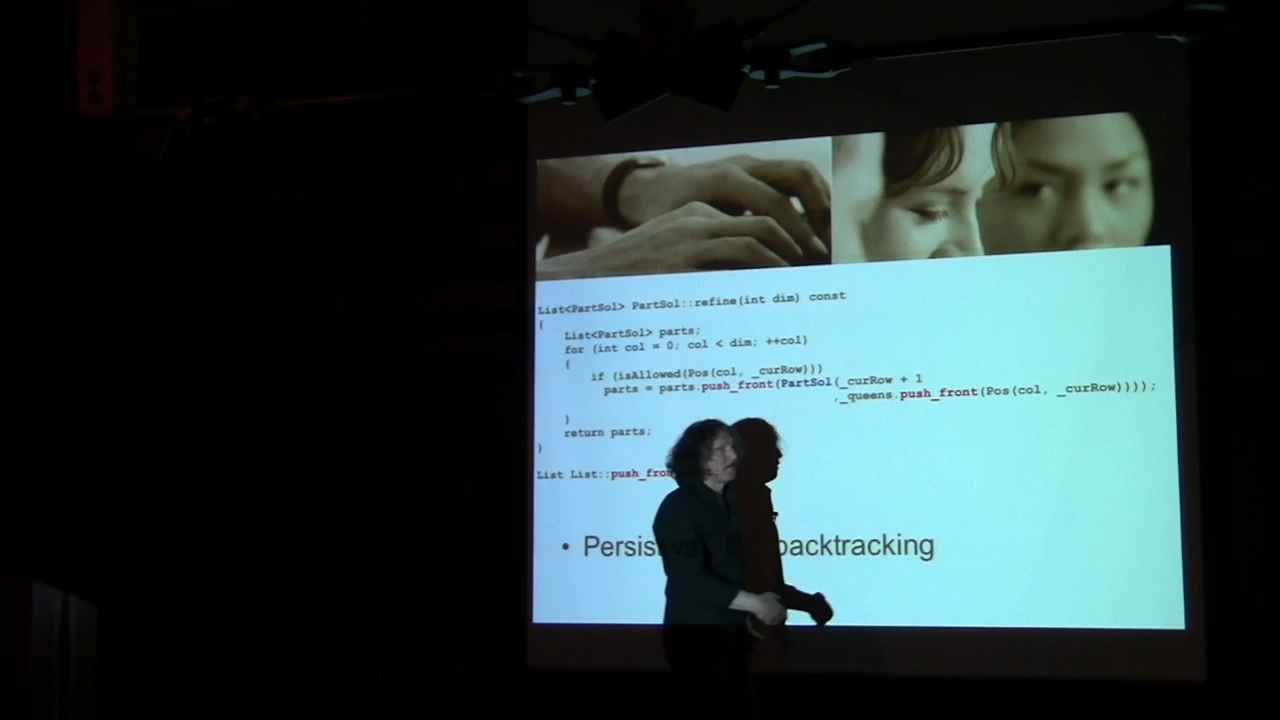 List<PartSol> PartSol::refine(int dim) const
{
List<PartSol> parts;
for (int col = 0; col < dim; ++col)
{
if (isAllowed(Pos(col, _curRow)))
parts = parts.push_front(PartSol(_curRow + 1
,_queens.push_front(Pos(col, _curRow))));
}
return parts;
}
List List::push_fron
• Persis vs backtracking